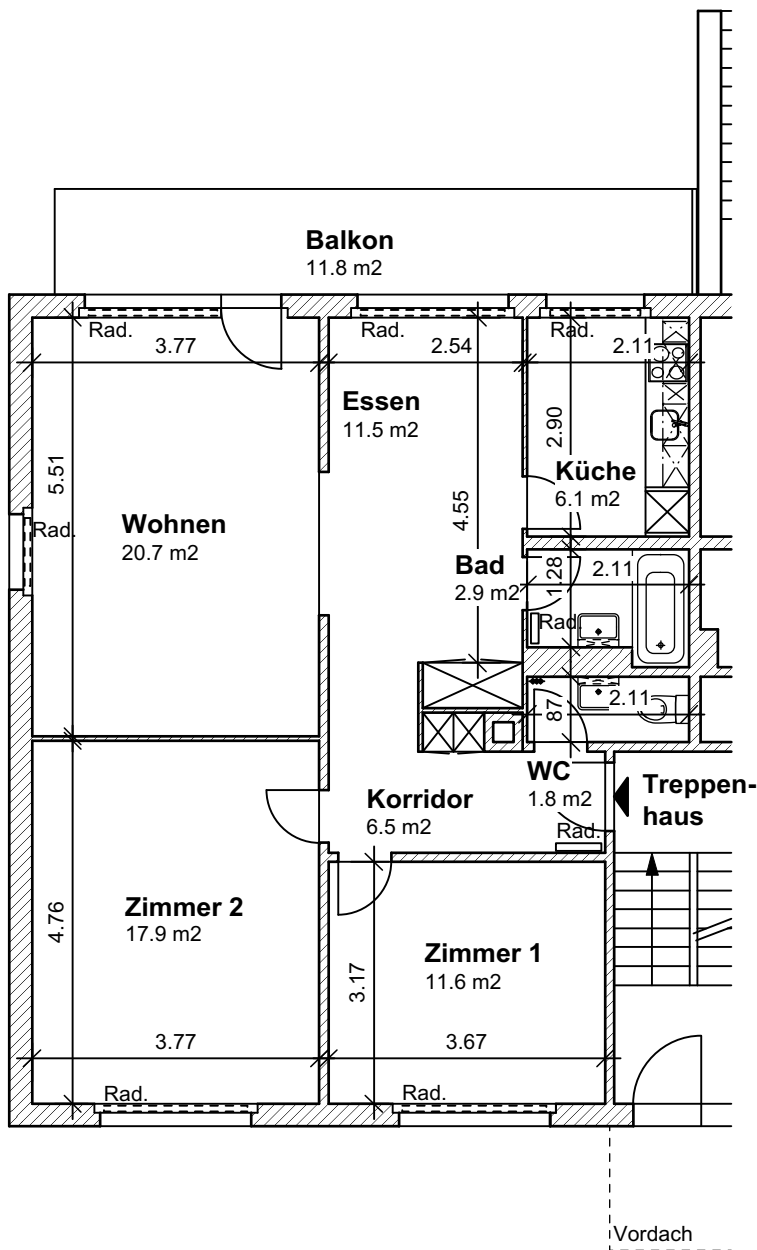 Balkon
11.8 m2
Rad.
Rad.
Rad.
3.77
2.54
2.11
Essen
11.5 m2
2.90
5.51
Küche
6.1 m2
4.55
Wohnen
20.7 m2
Rad.
Bad
2.9 m2
1.28
2.11
Rad.
87
2.11
WC
1.8 m2
Treppen-
haus
Korridor
6.5 m2
Rad.
Zimmer 2
17.9 m2
4.76
Zimmer 1
11.6 m2
3.17
3.77
3.67
Rad.
Rad.
Vordach